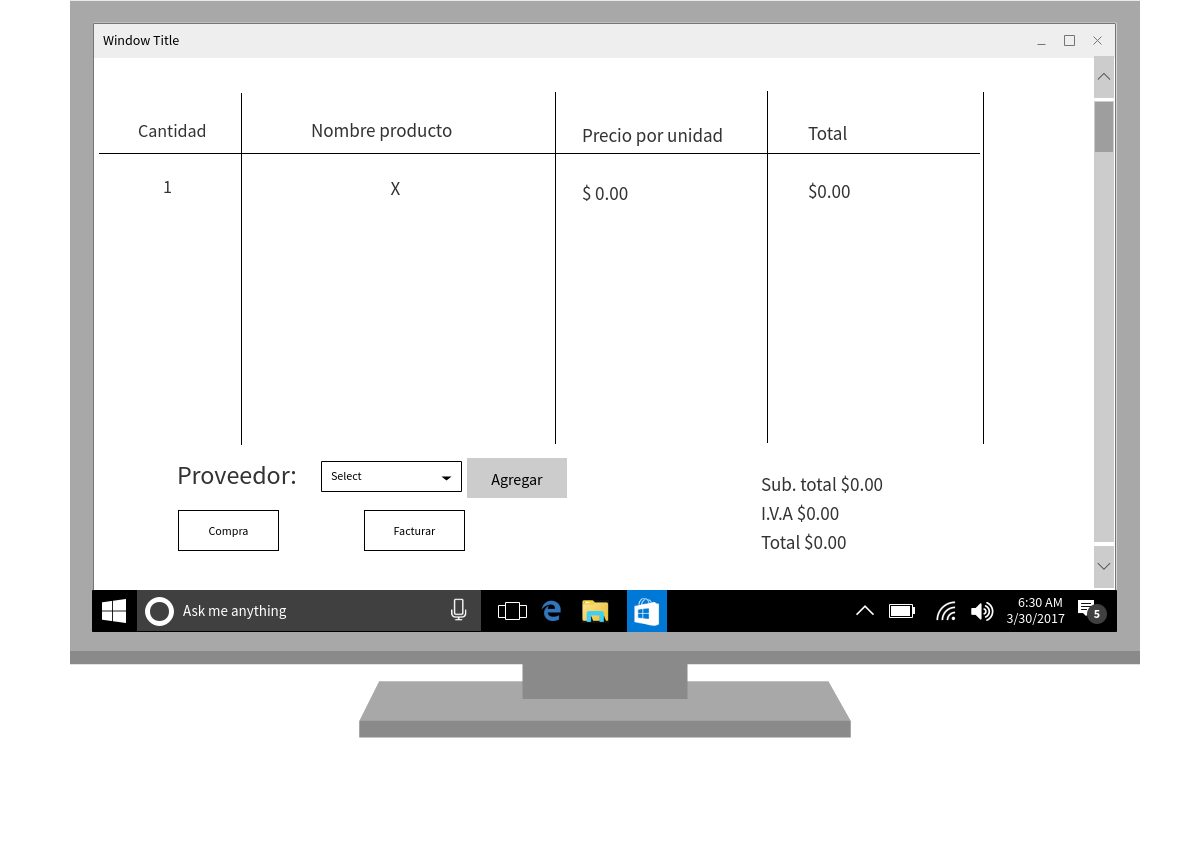 Window Title
Cantidad
Nombre producto
Precio por unidad
Total
1
X
$ 0.00
$0.00
Proveedor:
Select
Agregar
Sub. total $0.00
I.V.A $0.00
Total $0.00
Compra
Facturar
Ask me anything
6:30 AM
3/30/2017
5